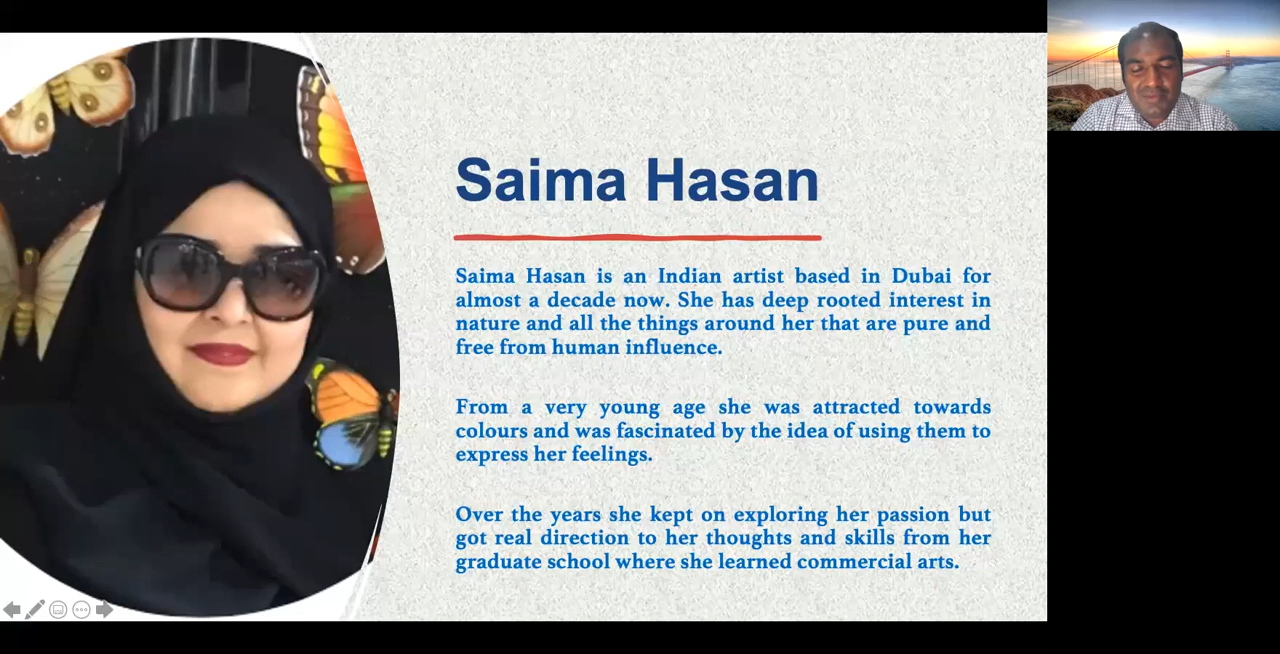 Saima Hasan
Saima Hasan is an Indian artist based in Dubai for
almost a decade now. She has deep rooted interest in
nature and all the things around her that are pure and
free from human influence.
From a very young age she was attracted towards
colours and was fascinated by the idea of using them to
express her feelings.
Over the years she kept on exploring her passion but
got real direction to her thoughts and skills from her
graduate school where she learned commercial arts.